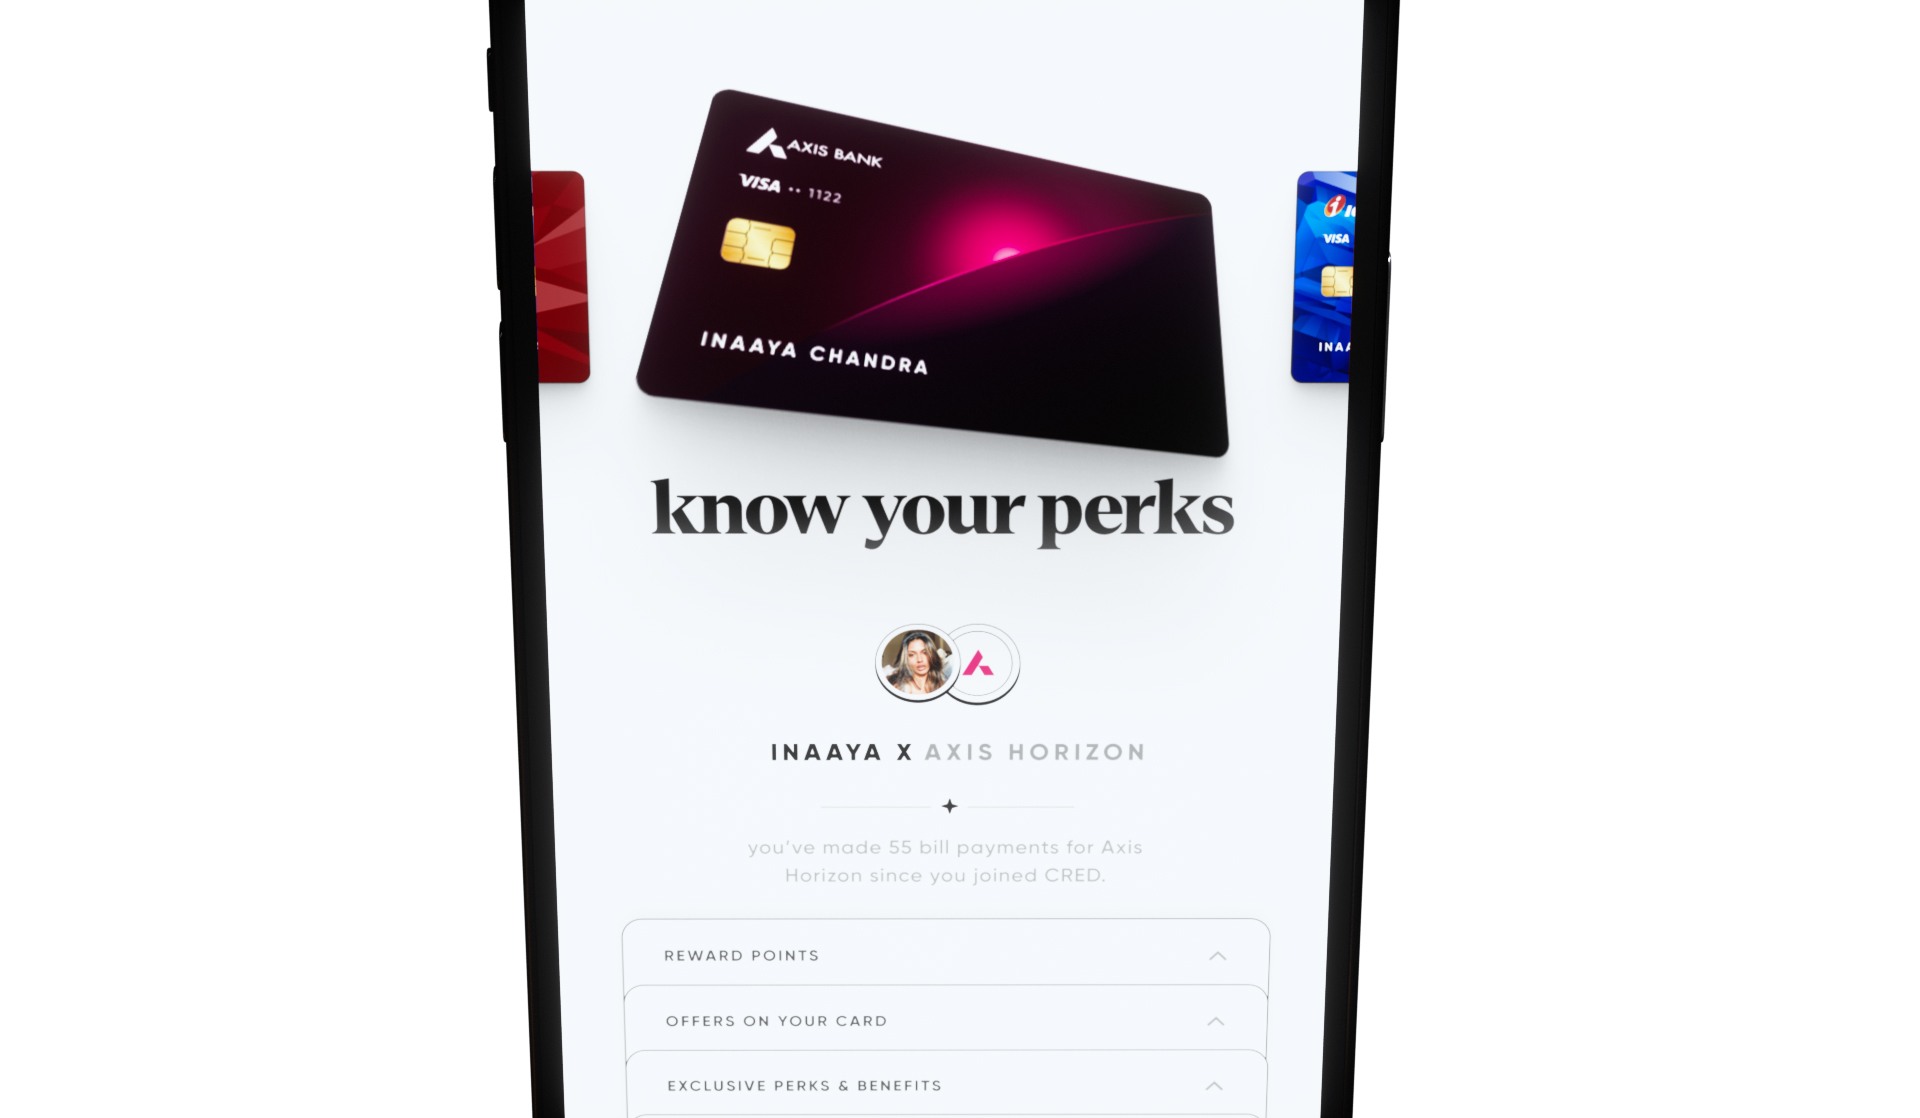 AXIS BANK
VISA •• 1122
INAAYA CHANDRA
VISA
know your perks
INAAYA X AXIS HORIZON
you've made 55 bill payments for Axis
Horizon since you joined CRED.
REWARD POINTS
OFFERS ON YOUR CARD
EXCLUSIVE PERKS & BENEFITS